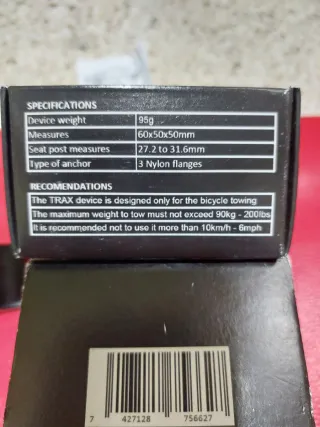 SPECIFICATIONS
Device weight 95g
Measures 60x50x50mm
Seat post measures 27.2 to 31.6mm
Type of anchor 3 Nylon flanges
RECOMENDATIONS
The TRAX device is designed only for the bicycle towing
The maximum weight to tow must not exceed 90kg - 200lbs
It is recommended not to use it more than 10km/h - 6mph
7 427128 756627